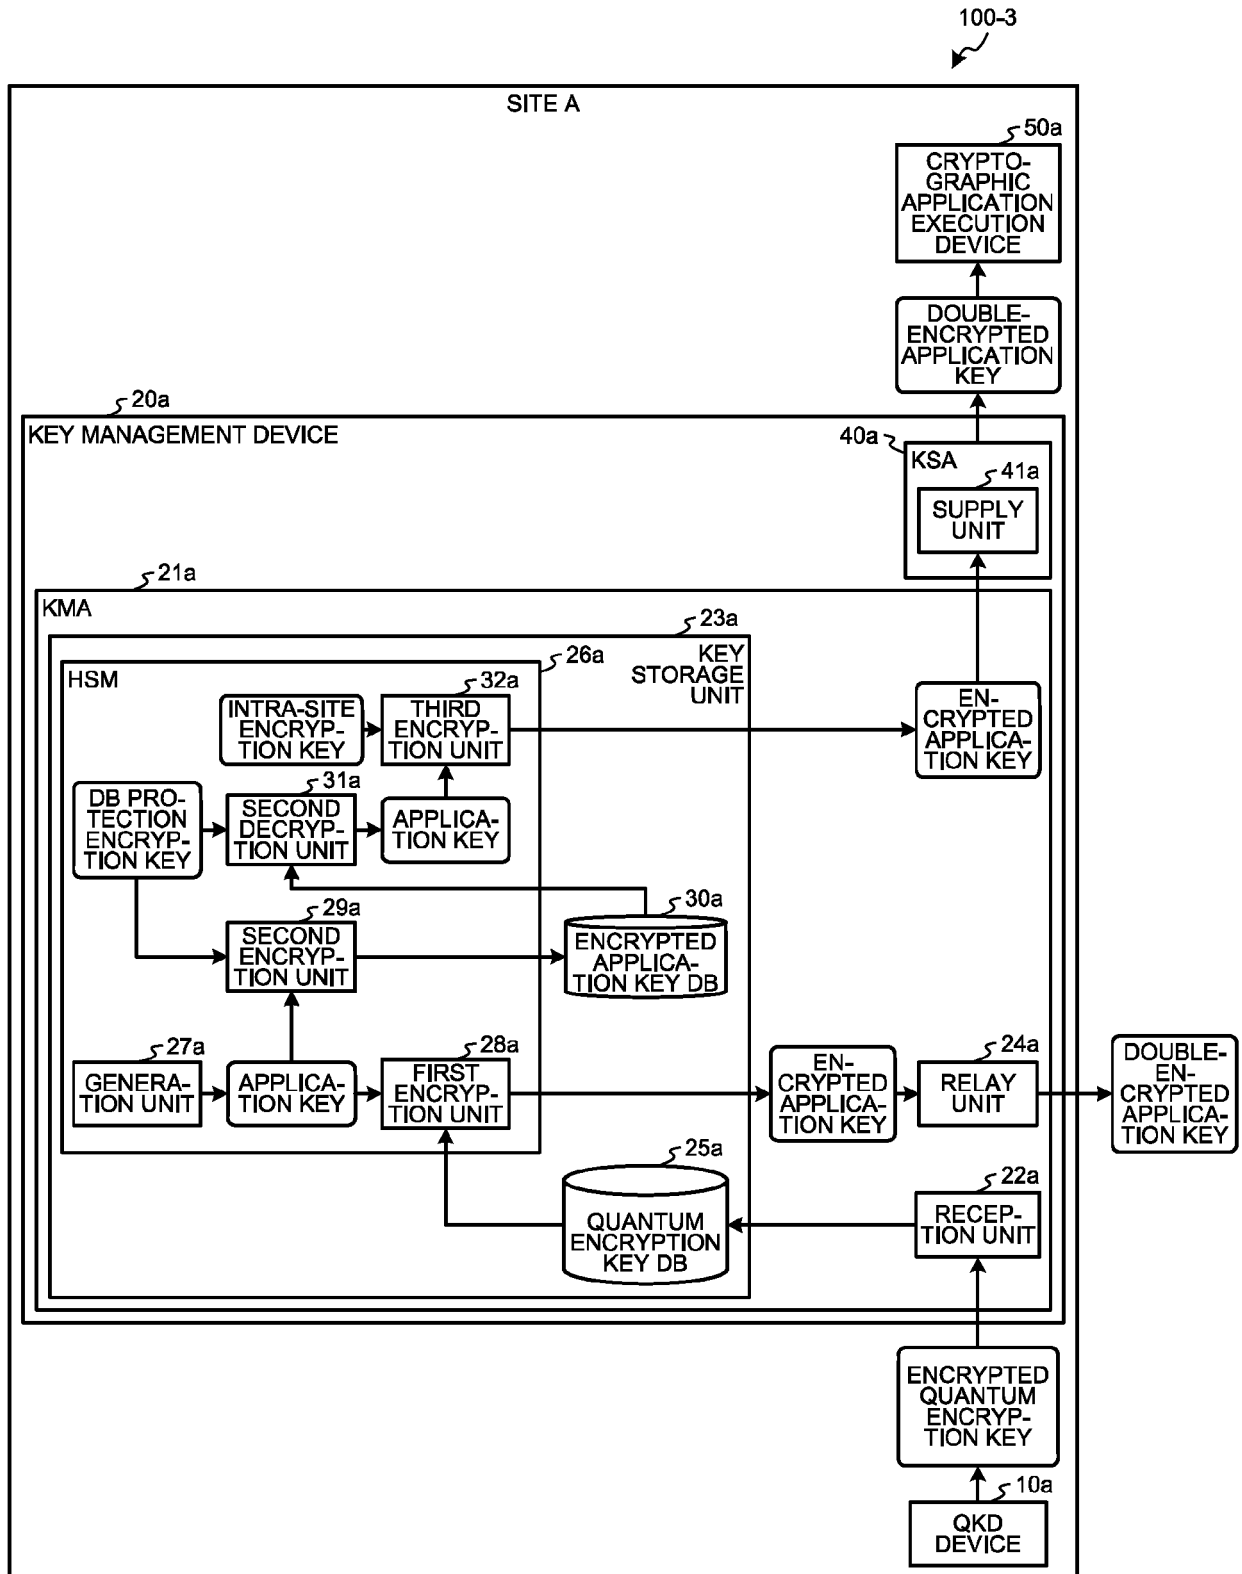 100-3
SITE A
50a
CRYPTO-
GRAPHIC
APPLICATION
EXECUTION
DEVICE
DOUBLE-
ENCRYPTED
APPLICATION
KEY
20a
KEY MANAGEMENT DEVICE
40a
KSA
41a
SUPPLY
UNIT
21a
KMA
23a
KEY
STORAGE
UNIT
26a
HSM
32a
INTRA-SITE
ENCRYP-
TION KEY
THIRD
ENCRYP-
TION UNIT
EN-
CRYPTED
APPLICA-
TION KEY
31a
DB PRO-
TECTION
ENCRYP-
TION KEY
SECOND
DECRYP-
TION UNIT
APPLICA-
TION KEY
29a
SECOND
ENCRYP-
TION UNIT
30a
ENCRYPTED
APPLICA-
TION KEY DB
27a
GENERA-
TION UNIT
APPLICA-
TION KEY
28a
FIRST
ENCRYP-
TION UNIT
EN-
CRYPTED
APPLICA-
TION KEY
24a
RELAY
UNIT
DOUBLE-
EN-
CRYPTED
APPLICA-
TION KEY
25a
QUANTUM
ENCRYPTION
KEY DB
22a
RECEP-
TION UNIT
ENCRYPTED
QUANTUM
ENCRYP-
TION KEY
10a
QKD
DEVICE